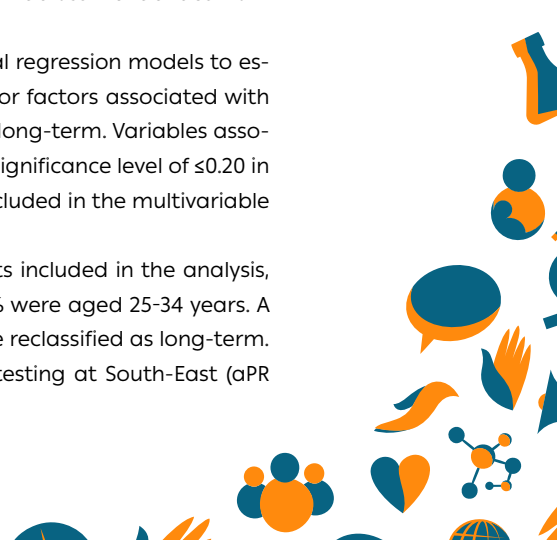 al regression models to es-
or factors associated with
long-term. Variables asso-
ignificance level of ≤0.20 in
cluded in the multivariable
ts included in the analysis,
% were aged 25-34 years. A
e reclassified as long-term.
testing at South-East (aPR